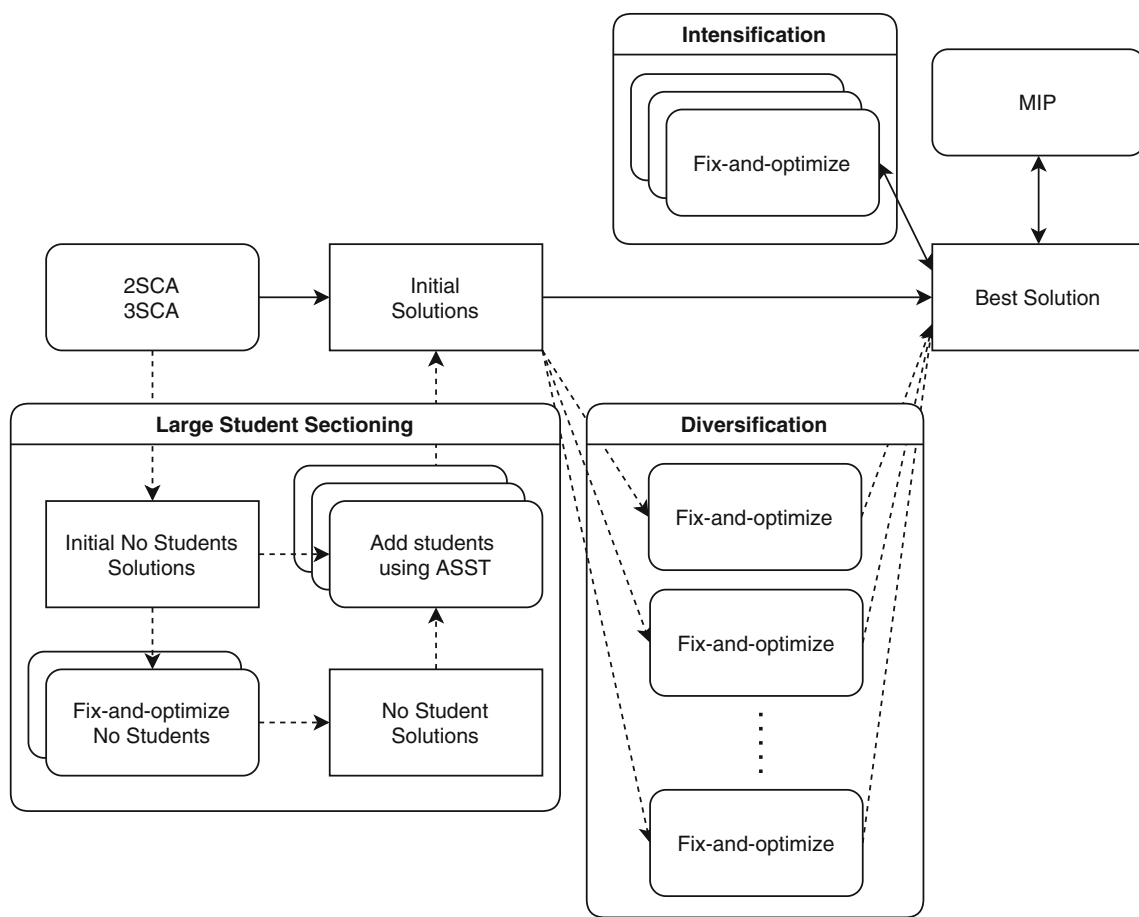 Intensification
Fix-and-optimize
MIP
2SCA
3SCA
Initial
Solutions
Best Solution
Large Student Sectioning
Initial No Students
Solutions
Add students
using ASST
Fix-and-optimize
No Students
No Student
Solutions
Diversification
Fix-and-optimize
Fix-and-optimize
Fix-and-optimize